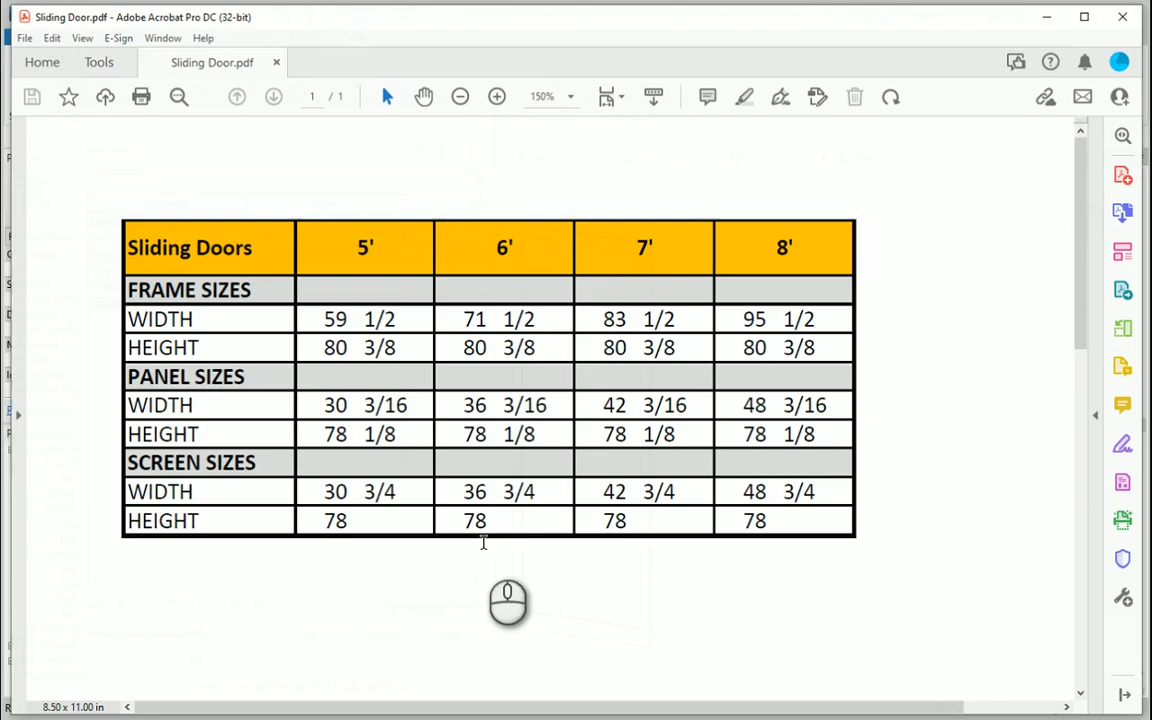 Sliding Door.pdf - Adobe Acrobat Pro DC (32-bit)
File Edit View E-Sign Window Help
Home Tools Sliding Door.pdf ×
1 / 1 150%
Sliding Doors 5' 6' 7' 8'
FRAME SIZES
WIDTH 59 1/2 71 1/2 83 1/2 95 1/2
HEIGHT 80 3/8 80 3/8 80 3/8 80 3/8
PANEL SIZES
WIDTH 30 3/16 36 3/16 42 3/16 48 3/16
HEIGHT 78 1/8 78 1/8 78 1/8 78 1/8
SCREEN SIZES
WIDTH 30 3/4 36 3/4 42 3/4 48 3/4
HEIGHT 78 78 78 78
8.50 x 11.00 in